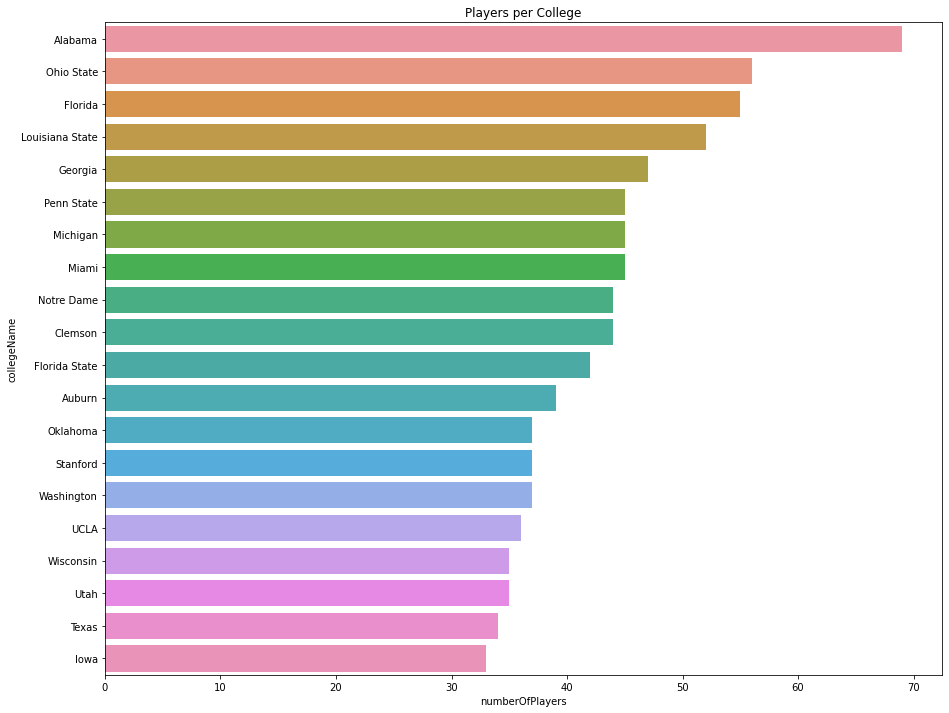 Players per College
collegeName
Alabama
Ohio State
Florida
Louisiana State
Georgia
Penn State
Michigan
Miami
Notre Dame
Clemson
Florida State
Auburn
Oklahoma
Stanford
Washington
UCLA
Wisconsin
Utah
Texas
Iowa
0 10 20 30 40 50 60 70
numberOfPlayers